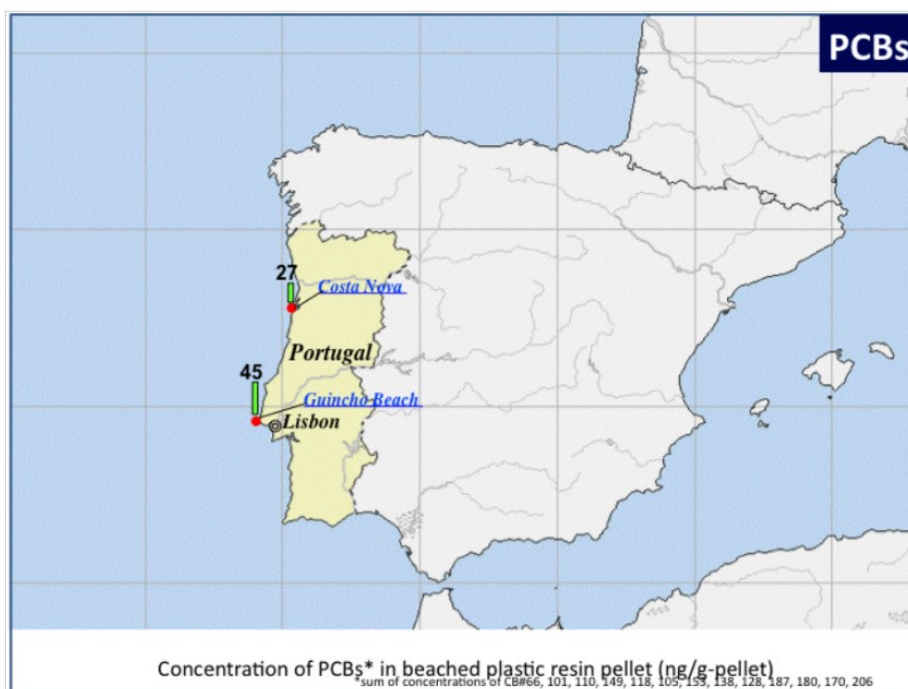 PCBs
27
Costa Nova
Portugal
45
Guincho Beach
Lisbon
Concentration of PCBs* in beached plastic resin pellet (ng/g-pellet)
*sum of concentrations of CB#66, 101, 110, 149, 118, 105, 153, 138, 128, 187, 180, 170, 206